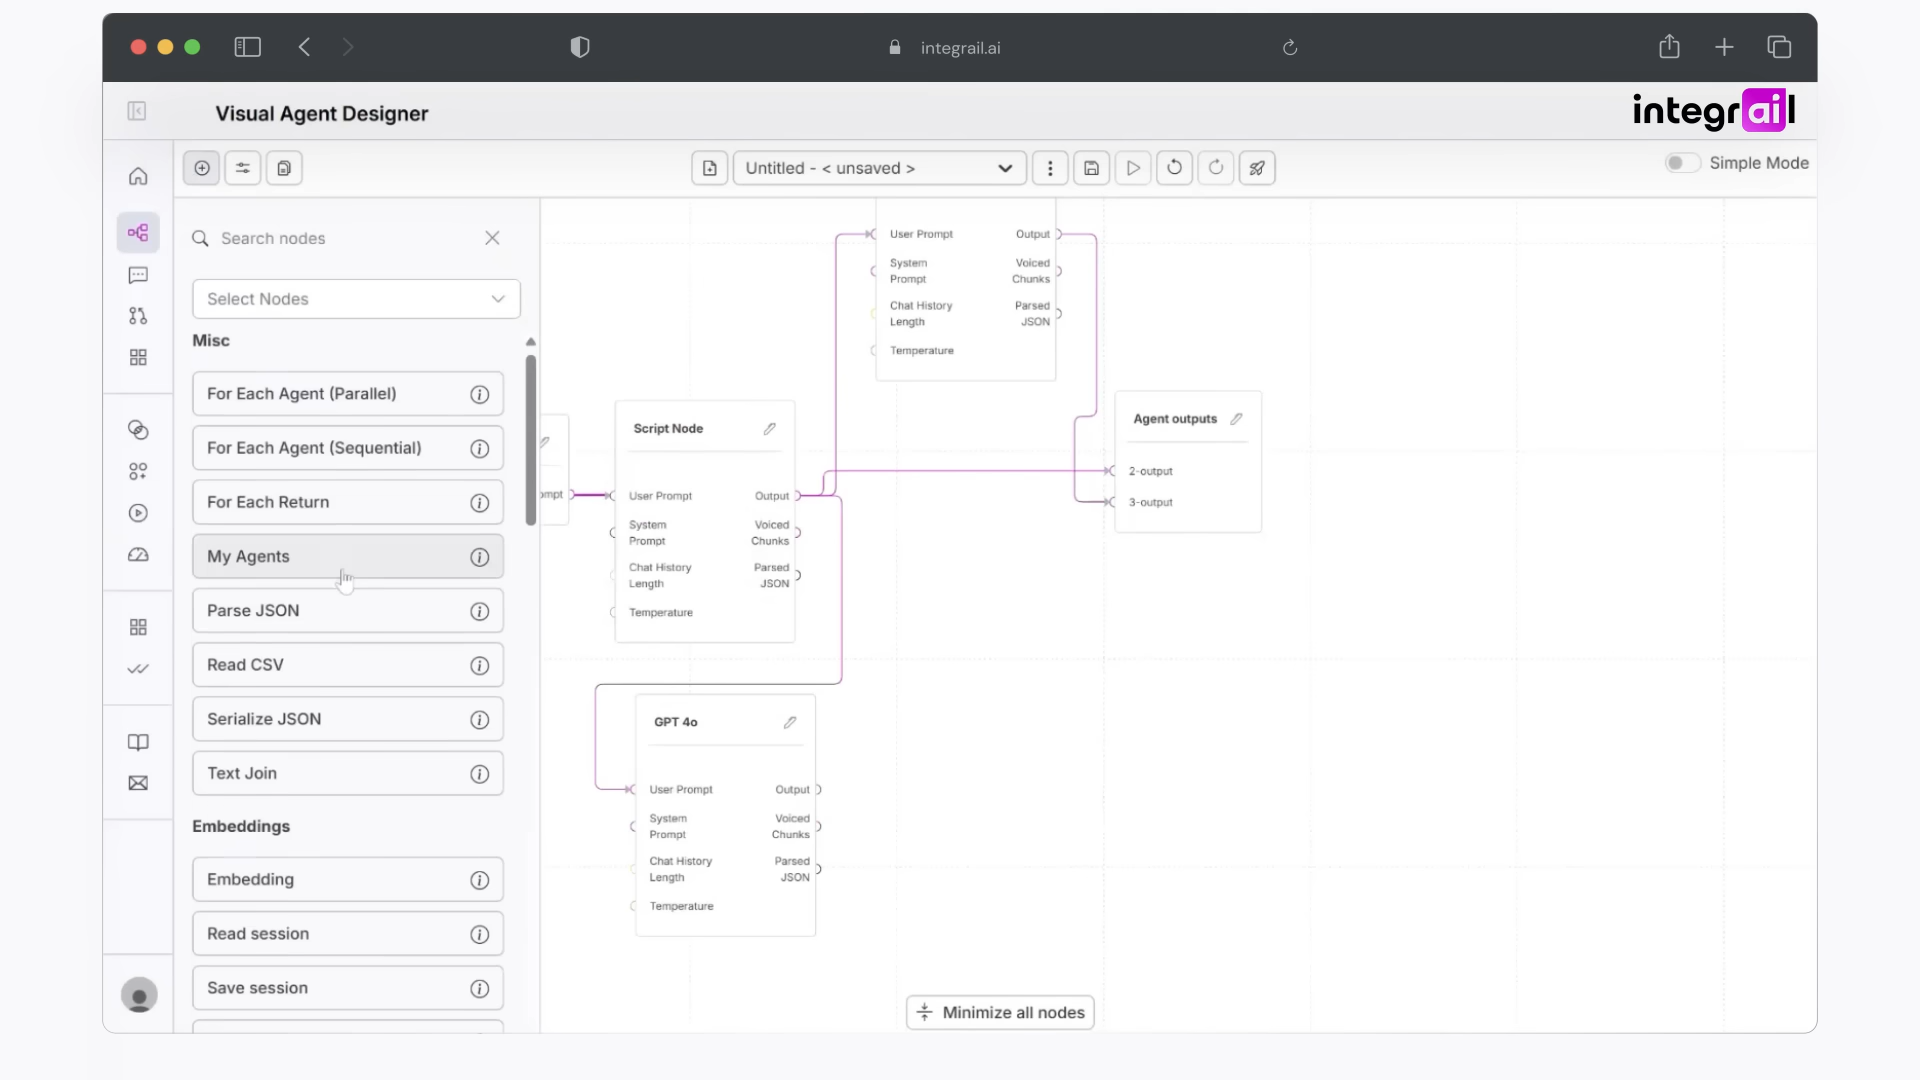 integrail.ai
Visual Agent Designer
integrail
Untitled - < unsaved >
Simple Mode
Search nodes
Select Nodes
Misc
For Each Agent (Parallel)
For Each Agent (Sequential)
For Each Return
My Agents
Parse JSON
Read CSV
Serialize JSON
Text Join
Embeddings
Embedding
Read session
Save session
User Prompt
Output
System
Prompt
Voiced
Chunks
Chat History
Length
Parsed
JSON
Temperature
Script Node
User Prompt
Output
System
Prompt
Voiced
Chunks
Chat History
Length
Parsed
JSON
Temperature
Agent outputs
2-output
3-output
GPT 4o
User Prompt
Output
System
Prompt
Voiced
Chunks
Chat History
Length
Parsed
JSON
Temperature
Minimize all nodes